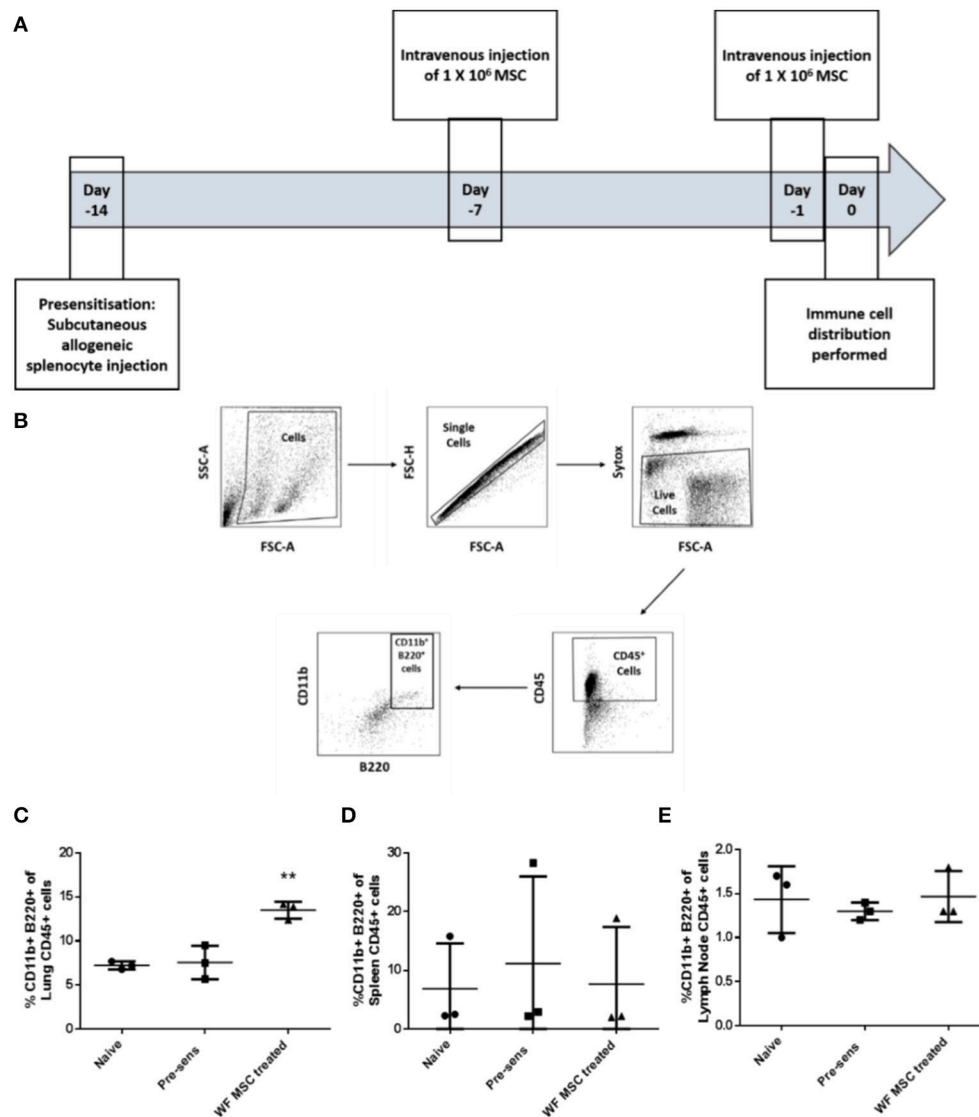 A
Intravenous injection
of 1 X 10⁶ MSC
Intravenous injection
of 1 X 10⁶ MSC
Day
-14
Day
-7
Day
-1
Day
0
Presensitisation:
Subcutaneous
allogeneic
splenocyte injection
Immune cell
distribution
performed
B
SSC-A
Cells
FSC-A
FSC-H
Single
Cells
FSC-A
Sytox
Live
Cells
FSC-A
CD11b
CD11b⁺
B220⁺
cells
B220
CD45
CD45⁺
Cells
C
% CD11b+ B220+ of
Lung CD45+ cells
20
15
10
5
0
**
Naive
Pre-sens
WF MSC treated
D
%CD11b+ B220+ of
Spleen CD45+ cells
30
20
10
0
Naive
Pre-sens
WF MSC treated
E
%CD11b+ B220+ of
Lymph Node CD45+ cells
2.0
1.5
1.0
0.5
0.0
Naive
Pre-sens
WF MSC treated